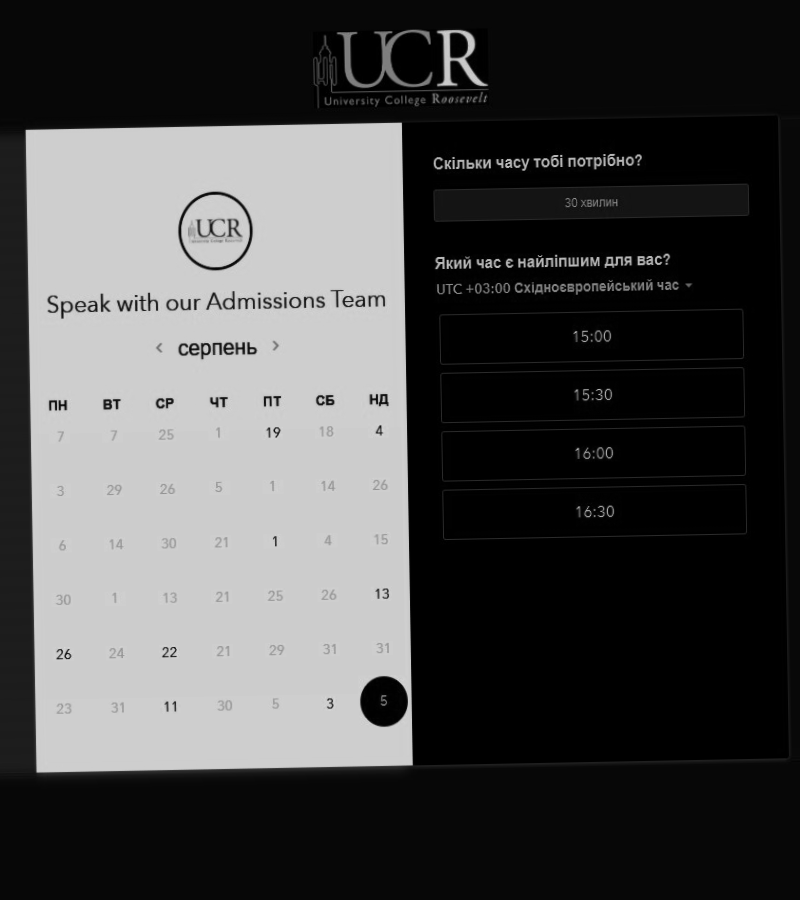 UCR
University College Roosevelt
UCR
University College Roosevelt
Speak with our Admissions Team
серпень
ПН ВТ СР ЧТ ПТ СБ НД
7 7 25 1 19 18 4
3 29 26 5 1 14 26
6 14 30 21 1 4 15
30 1 13 21 25 26 13
26 24 22 21 29 31 31
23 31 11 30 5 3 5
Скільки часу тобі потрібно?
30 хвилин
Який час є найліпшим для вас?
UTC +03:00 Східноєвропейський час
15:00
15:30
16:00
16:30